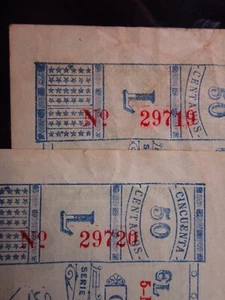 Nº 29719
L
CENTAVOS
50
Nº 29720
L
CENTAVOS
50
CINCUENTA
SERIE